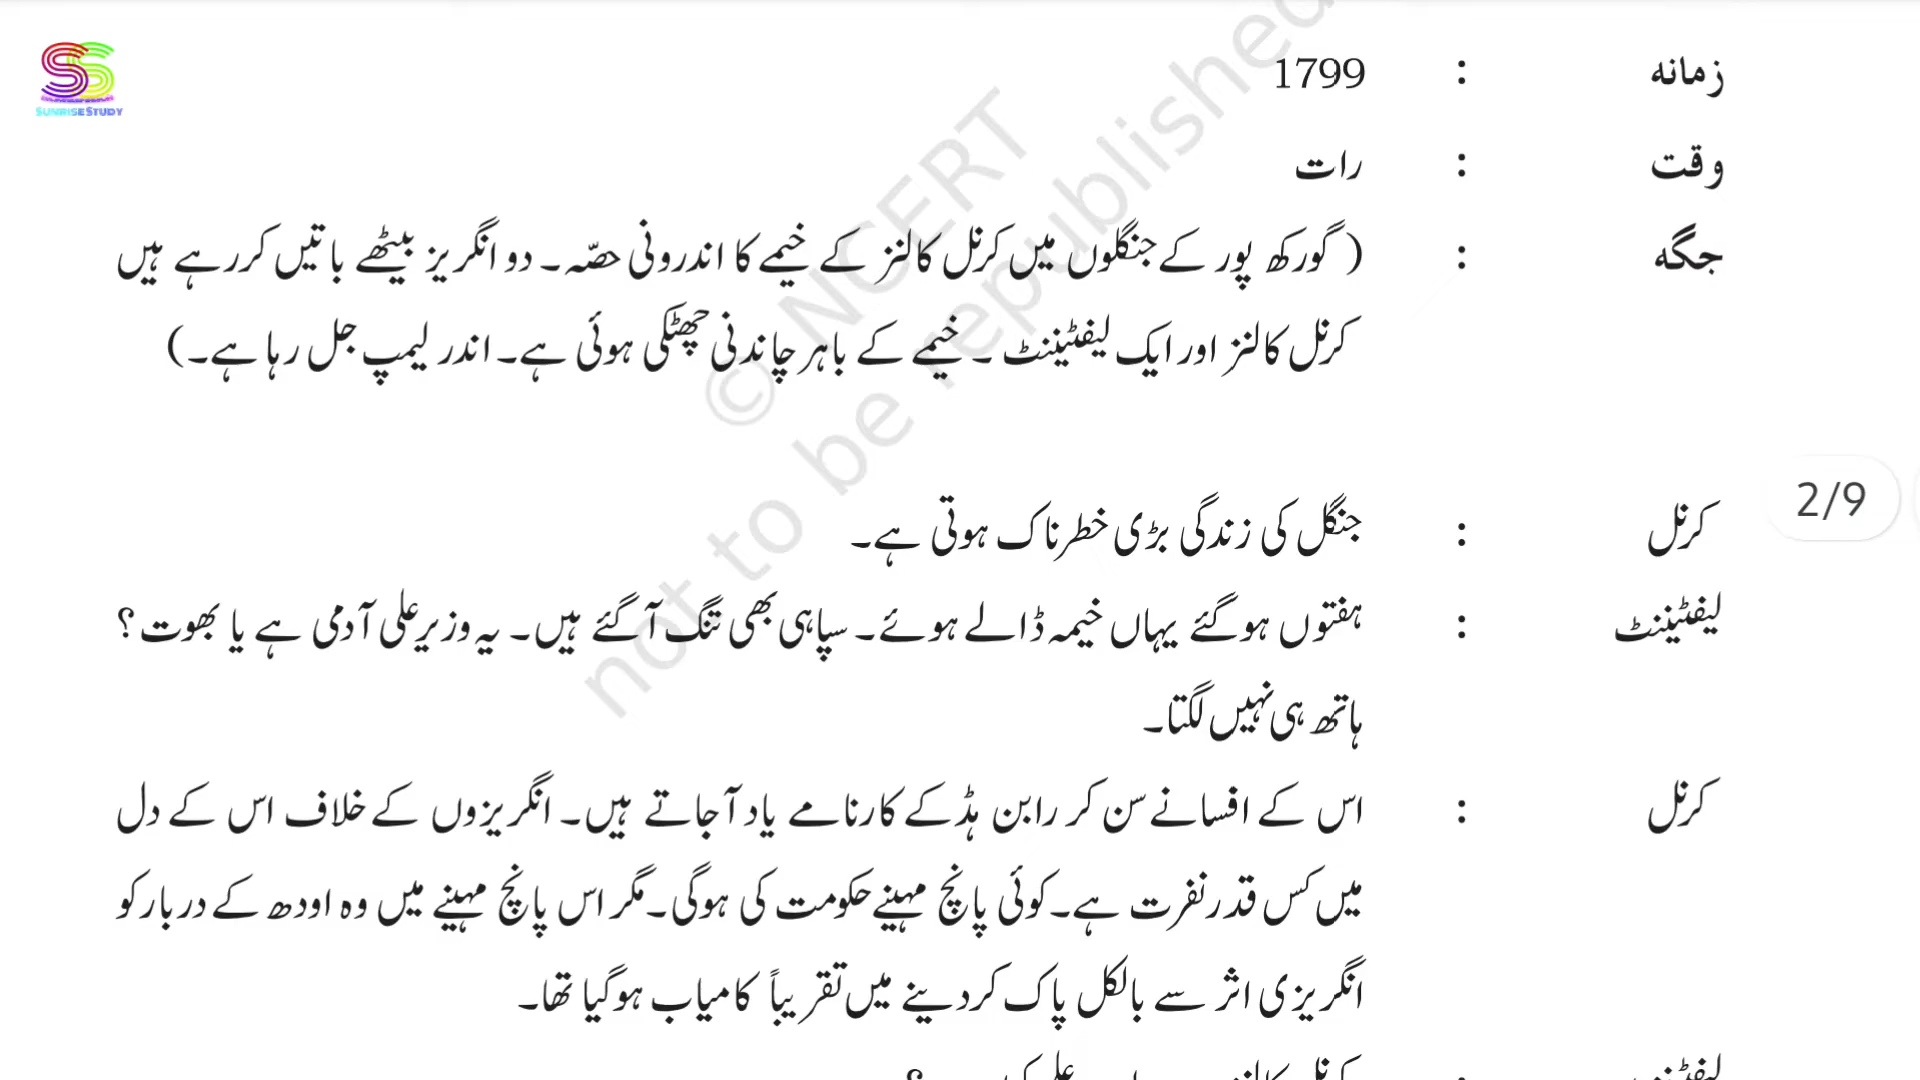 SS
SUNRISE STUDY
© NCERT
not to be republished
زمانہ : 1799
وقت : رات
جگہ : (گورکھ پور کے جنگلوں میں کرنل کالنز کے خیمے کا اندرونی حصّہ۔ دو انگریز بیٹھے باتیں کررہے ہیں
کرنل کالنز اور ایک لیفٹیننٹ ۔ خیمے کے باہر چاندنی چھٹکی ہوئی ہے۔ اندر لیمپ جل رہا ہے۔)
2/9
کرنل : جنگل کی زندگی بڑی خطرناک ہوتی ہے۔
لیفٹیننٹ : ہفتوں ہوگئے یہاں خیمہ ڈالے ہوئے۔ سپاہی بھی تنگ آگئے ہیں۔ یہ وزیر علی آدمی ہے یا بھوت؟
ہاتھ ہی نہیں لگتا۔
کرنل : اس کے افسانے سن کر رابن ہڈ کے کارنامے یاد آجاتے ہیں۔ انگریزوں کے خلاف اس کے دل
میں کس قدر نفرت ہے۔ کوئی پانچ مہینے حکومت کی ہوگی۔ مگر اس پانچ مہینے میں وہ اودھ کے دربار کو
انگریزی اثر سے بالکل پاک کردینے میں تقریباً کامیاب ہوگیا تھا۔
لیفٹیننٹ : کرنل کالنز